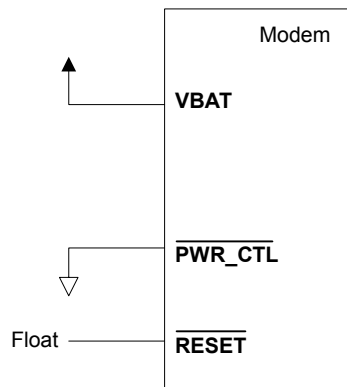 Modem
VBAT
PWR_CTL
Float
RESET